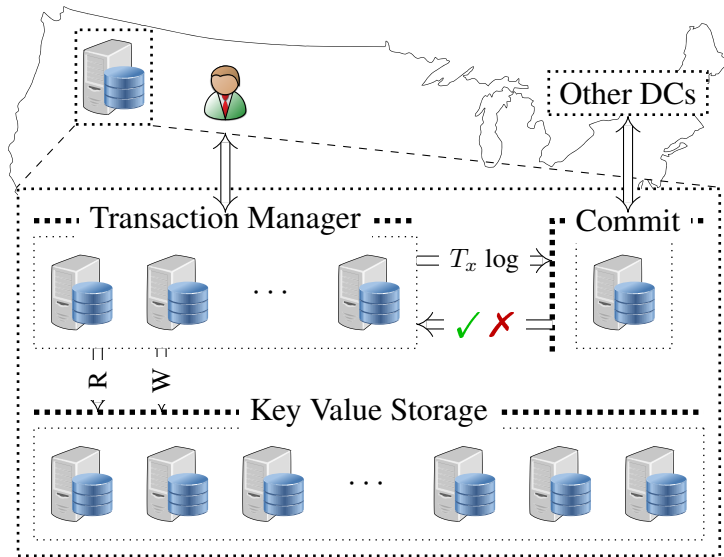 Other DCs
Transaction Manager
Commit
Tₓ log
...
✓ ✗
R
W
Key Value Storage
...